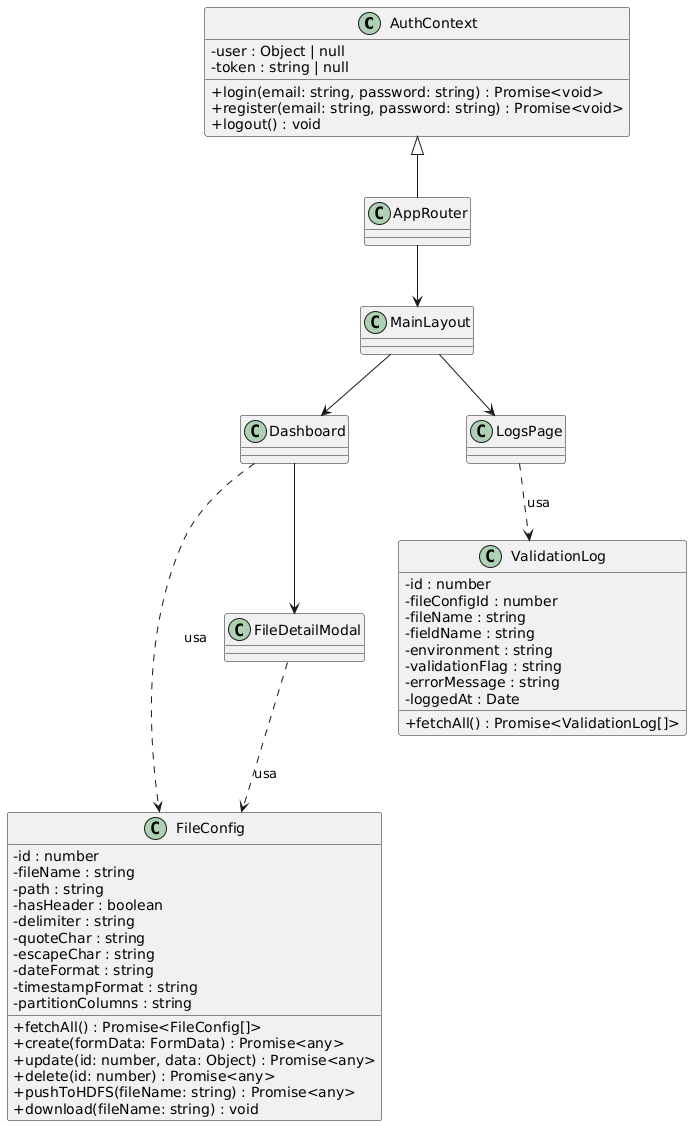 C AuthContext
-user : Object | null
-token : string | null
+login(email: string, password: string) : Promise<void>
+register(email: string, password: string) : Promise<void>
+logout() : void
C AppRouter
C MainLayout
C Dashboard
C LogsPage
usa
C ValidationLog
-id : number
-fileConfigId : number
-fileName : string
-fieldName : string
-environment : string
-validationFlag : string
-errorMessage : string
-loggedAt : Date
+fetchAll() : Promise<ValidationLog[]>
usa
C FileDetailModal
usa
C FileConfig
-id : number
-fileName : string
-path : string
-hasHeader : boolean
-delimiter : string
-quoteChar : string
-escapeChar : string
-dateFormat : string
-timestampFormat : string
-partitionColumns : string
+fetchAll() : Promise<FileConfig[]>
+create(formData: FormData) : Promise<any>
+update(id: number, data: Object) : Promise<any>
+delete(id: number) : Promise<any>
+pushToHDFS(fileName: string) : Promise<any>
+download(fileName: string) : void